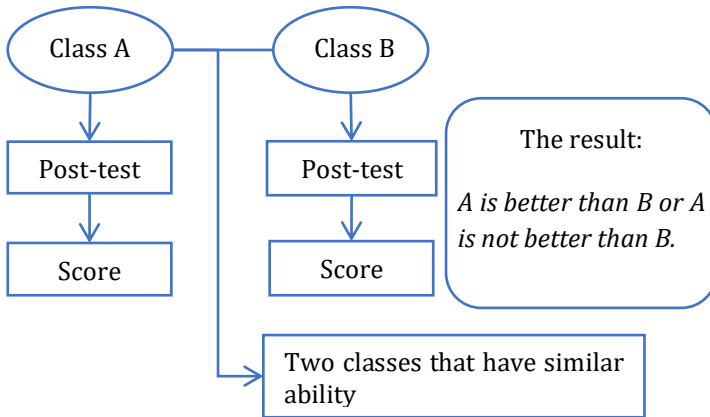 Class A
Class B
Post-test
Post-test
The result:
A is better than B or A
is not better than B.
Score
Score
Two classes that have similar
ability